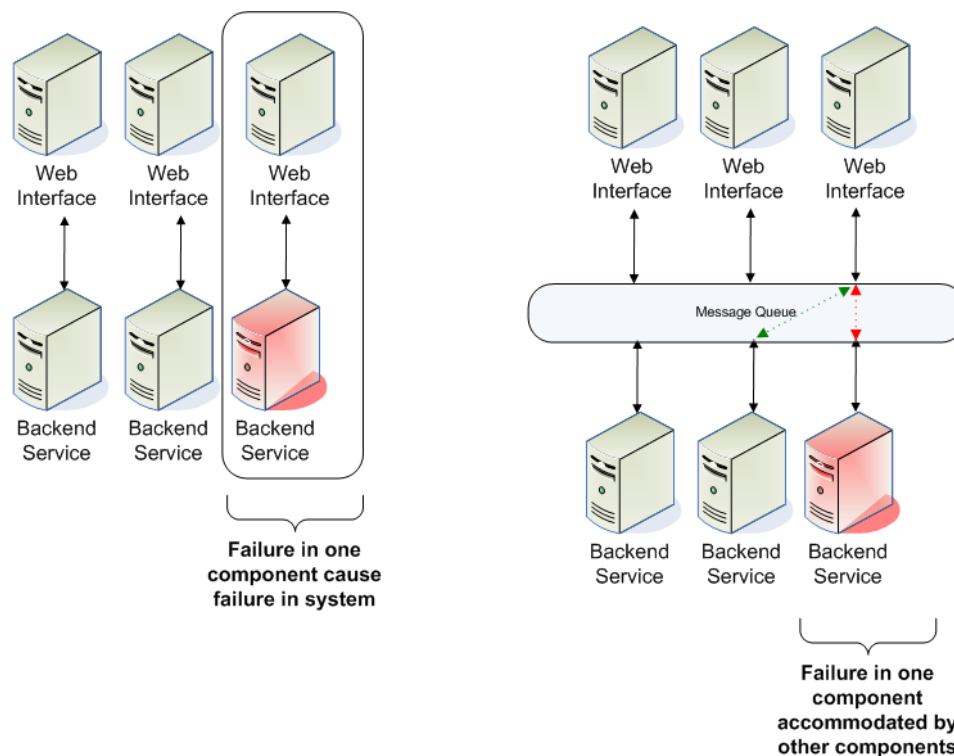 Web
Interface
Web
Interface
Web
Interface
Backend
Service
Backend
Service
Backend
Service
Failure in one
component cause
failure in system
Web
Interface
Web
Interface
Web
Interface
Message Queue
Backend
Service
Backend
Service
Backend
Service
Failure in one
component
accommodated by
other components